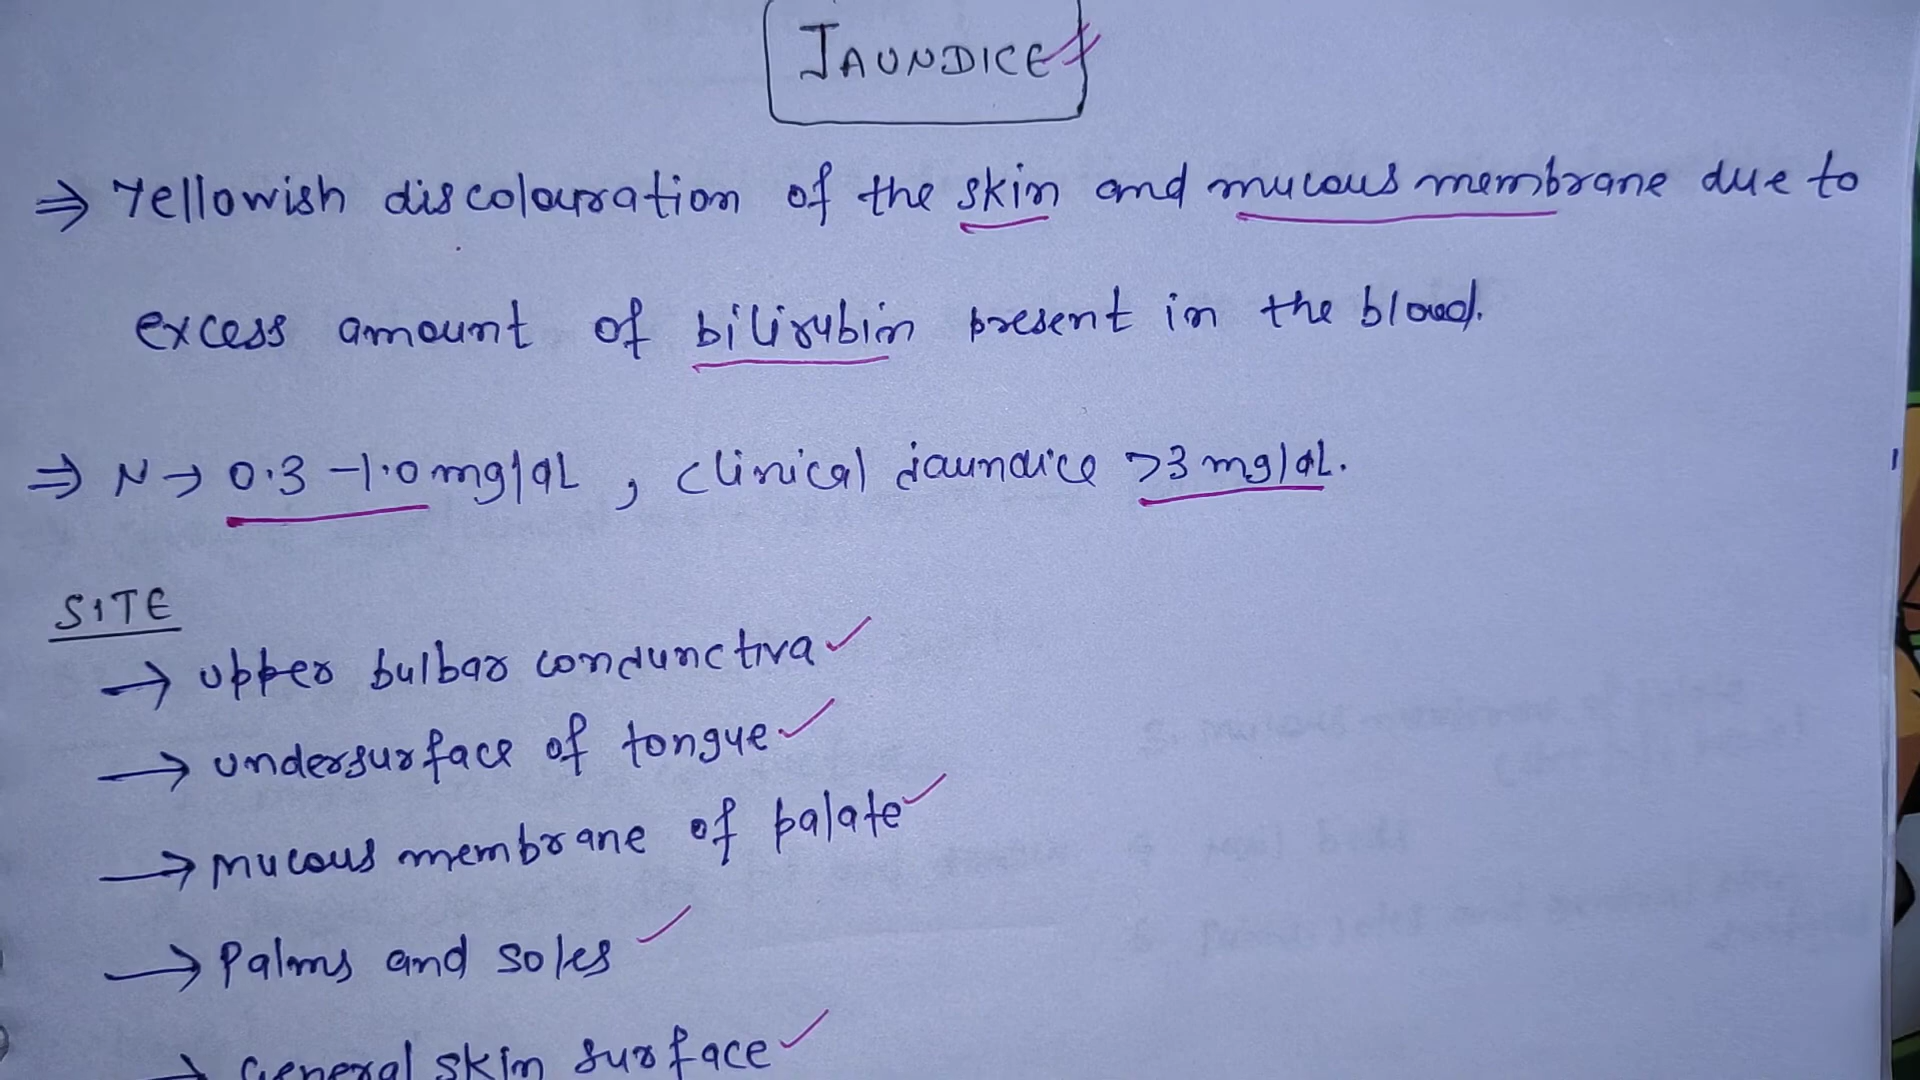 JAUNDICE
⇒ Yellowish discolouration of the skin and mucous membrane due to
excess amount of bilirubin present in the blood.
⇒ N → 0.3 - 1.0 mg/dL , clinical jaundice >3 mg/dL.
SITE
→ upper bulbar conjunctiva ✓
→ undersurface of tongue ✓
→ mucous membrane of palate ✓
→ Palms and soles ✓
→ General skin surface ✓